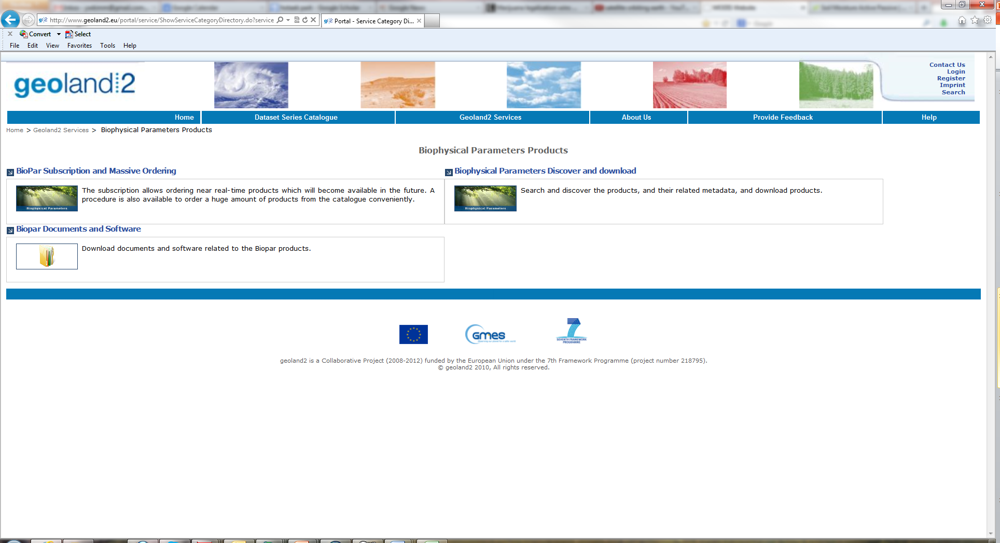 http://www.geoland2.eu/portal/service/ShowServiceCategoryDirectory.do?service
gl2 Portal - Service Category Di...
Convert Select
File Edit View Favorites Tools Help
geoland2
Contact Us
Login
Register
Imprint
Search
Home Dataset Series Catalogue Geoland2 Services About Us Provide Feedback Help
Home > Geoland2 Services > Biophysical Parameters Products
Biophysical Parameters Products
BioPar Subscription and Massive Ordering
The subscription allows ordering near real-time products which will become available in the future. A
procedure is also available to order a huge amount of products from the catalogue conveniently.
Biophysical Parameters
Biophysical Parameters Discover and download
Search and discover the products, and their related metadata, and download products.
Biophysical Parameters
Biopar Documents and Software
Download documents and software related to the Biopar products.
GMES
SEVENTH FRAMEWORK
PROGRAMME
geoland2 is a Collaborative Project (2008-2012) funded by the European Union under the 7th Framework Programme (project number 218795).
© geoland2 2010, All rights reserved.